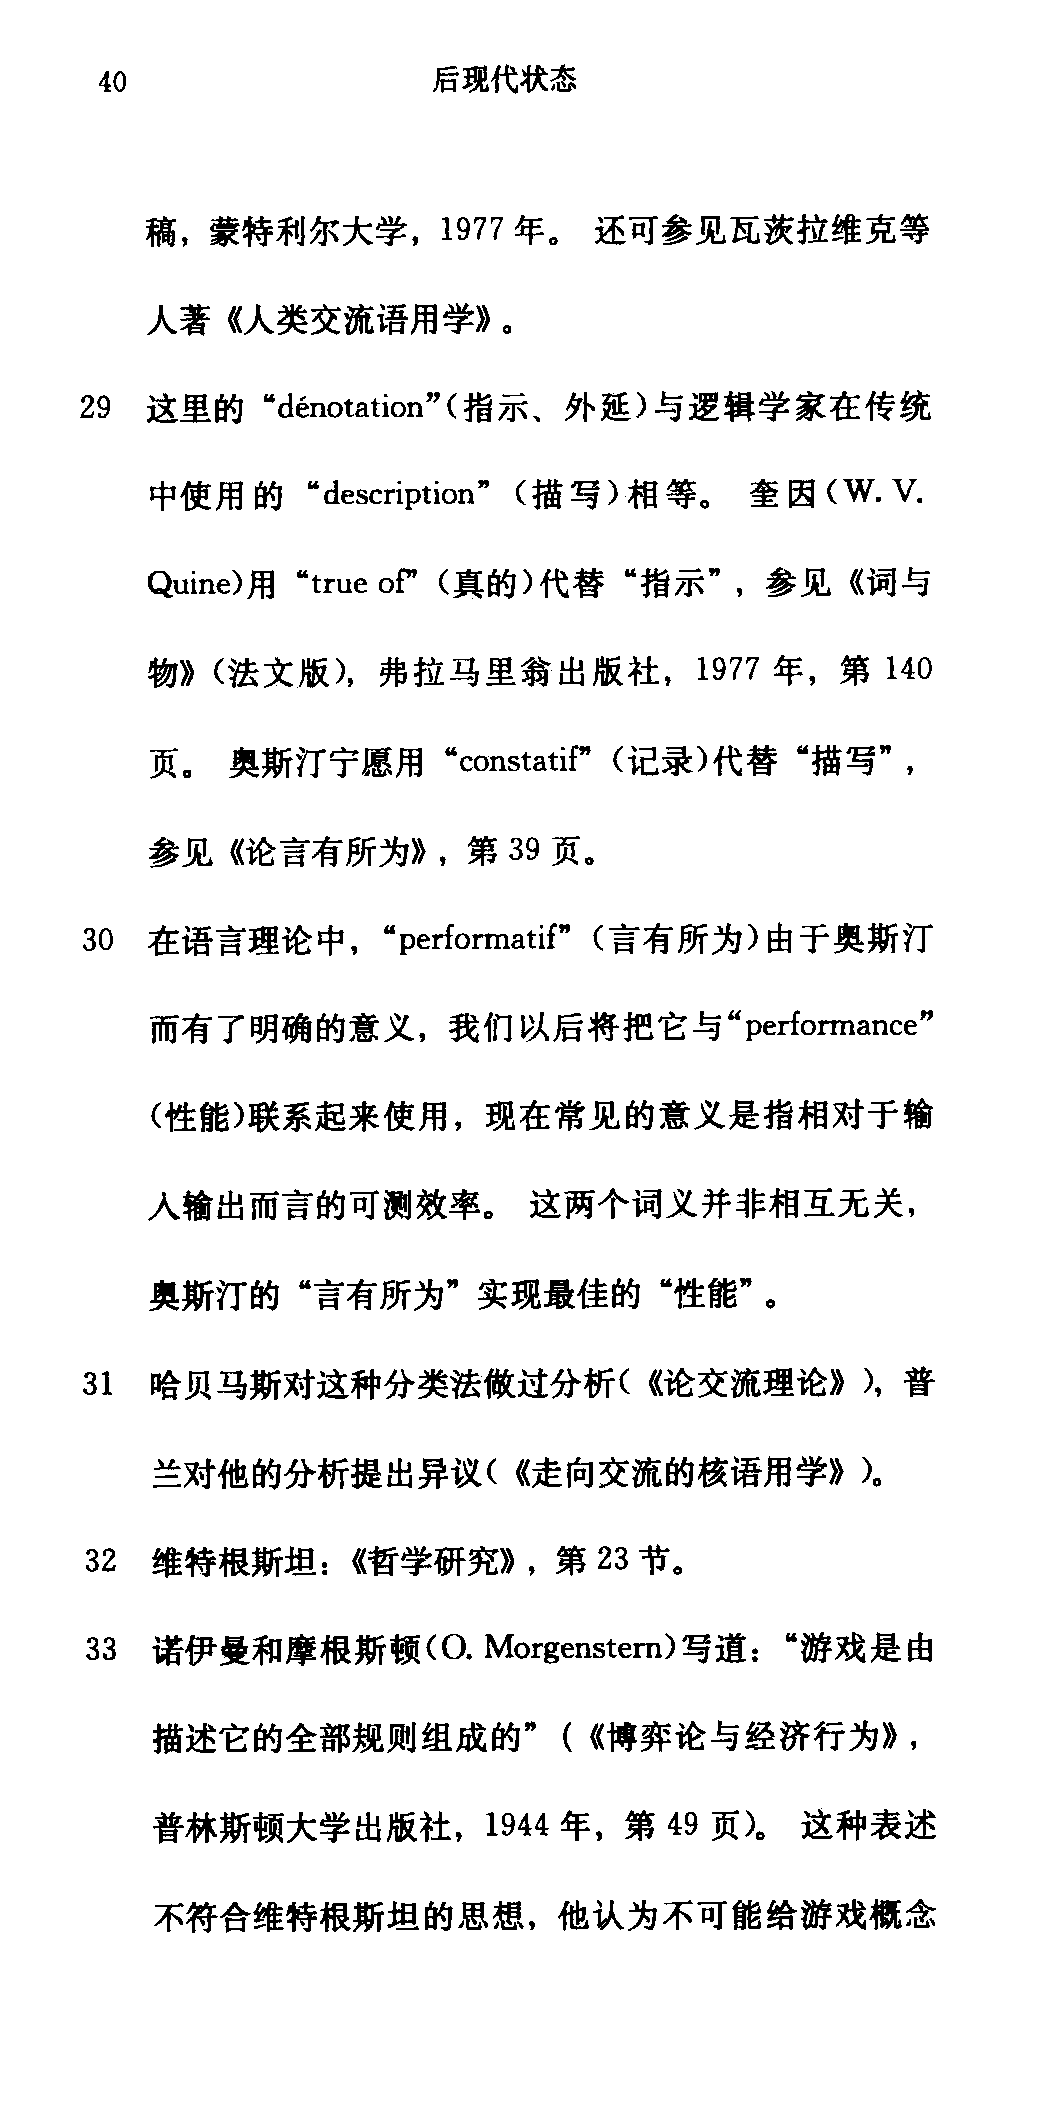 40 后现代状态
稿，蒙特利尔大学，1977 年。 还可参见瓦茨拉维克等
人著《人类交流语用学》。
29 这里的“dénotation”（指示、外延）与逻辑学家在传统
中使用的“description”（描写）相等。 奎因（W. V.
Quine）用“true of”（真的）代替“指示”，参见《词与
物》（法文版），弗拉马里翁出版社，1977 年，第 140
页。 奥斯汀宁愿用“constatif”（记录）代替“描写”，
参见《论言有所为》，第 39 页。
30 在语言理论中，“performatif”（言有所为）由于奥斯汀
而有了明确的意义，我们以后将把它与“performance”
（性能）联系起来使用，现在常见的意义是指相对于输
入输出而言的可测效率。 这两个词义并非相互无关，
奥斯汀的“言有所为”实现最佳的“性能”。
31 哈贝马斯对这种分类法做过分析（《论交流理论》），普
兰对他的分析提出异议（《走向交流的核语用学》）。
32 维特根斯坦：《哲学研究》，第 23 节。
33 诺伊曼和摩根斯顿（O. Morgenstern）写道：“游戏是由
描述它的全部规则组成的”（《博弈论与经济行为》，
普林斯顿大学出版社，1944 年，第 49 页）。 这种表述
不符合维特根斯坦的思想，他认为不可能给游戏概念